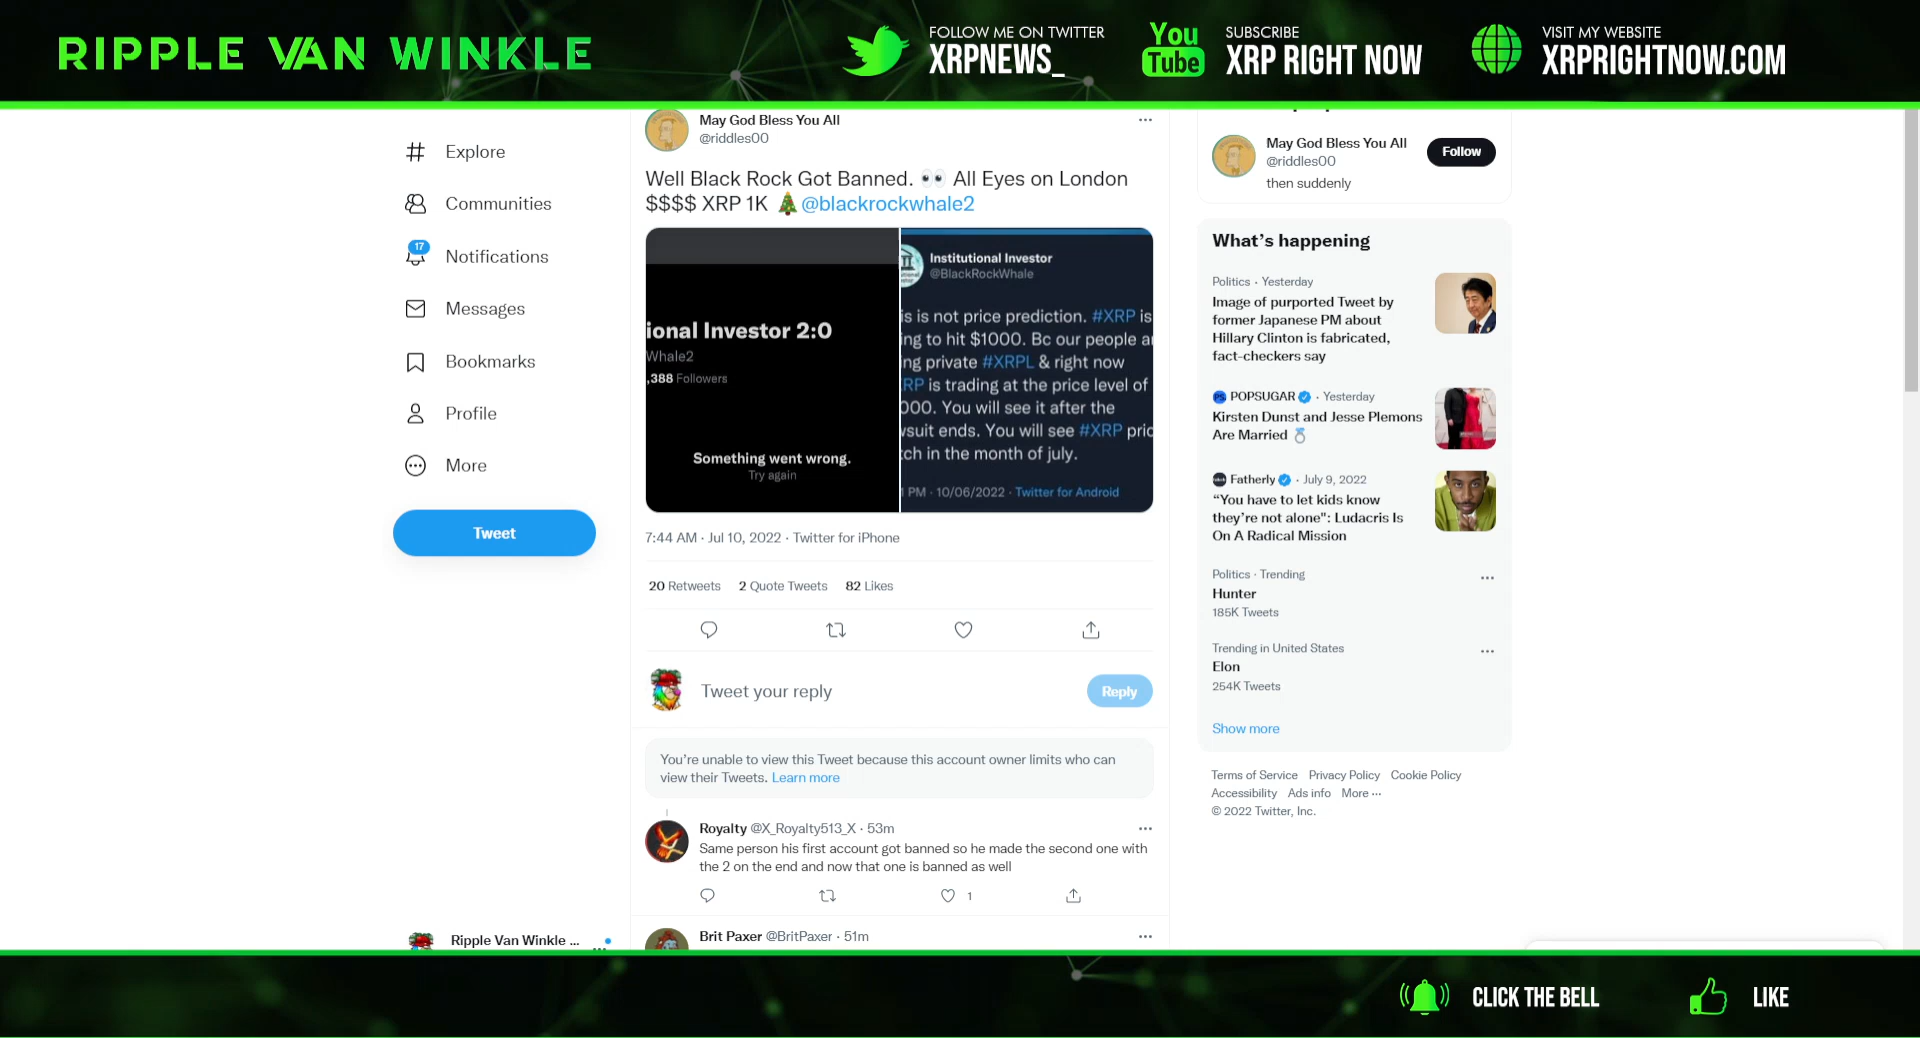 RIPPLE VAN WINKLE
FOLLOW ME ON TWITTER
XRPNEWS_
You
Tube
SUBSCRIBE
XRP RIGHT NOW
VISIT MY WEBSITE
XRPRIGHTNOW.COM
Explore
Communities
17
Notifications
Messages
Bookmarks
Profile
More
Tweet
Ripple Van Winkle ...
May God Bless You All
@riddles00
Well Black Rock Got Banned. 👀 All Eyes on London
$$$$ XRP 1K 🎄@blackrockwhale2
ional Investor 2:0
Whale2
,388 Followers
Something went wrong.
Try again
Institutional Investor
@BlackRockWhale
is is not price prediction. #XRP is
ing to hit $1000. Bc our people ar
ng private #XRPL & right now
RP is trading at the price level of
000. You will see it after the
wsuit ends. You will see #XRP pric
tch in the month of july.
1 PM · 10/06/2022 · Twitter for Android
7:44 AM · Jul 10, 2022 · Twitter for iPhone
20 Retweets 2 Quote Tweets 82 Likes
Tweet your reply
Reply
You're unable to view this Tweet because this account owner limits who can
view their Tweets. Learn more
Royalty @X_Royalty513_X · 53m
Same person his first account got banned so he made the second one with
the 2 on the end and now that one is banned as well
1
Brit Paxer @BritPaxer · 51m
May God Bless You All
@riddles00
then suddenly
Follow
What's happening
Politics · Yesterday
Image of purported Tweet by
former Japanese PM about
Hillary Clinton is fabricated,
fact-checkers say
POPSUGAR · Yesterday
Kirsten Dunst and Jesse Plemons
Are Married 💍
Fatherly · July 9, 2022
“You have to let kids know
they're not alone": Ludacris Is
On A Radical Mission
Politics · Trending
Hunter
185K Tweets
Trending in United States
Elon
254K Tweets
Show more
Terms of Service Privacy Policy Cookie Policy
Accessibility Ads info More ···
© 2022 Twitter, Inc.
CLICK THE BELL
LIKE